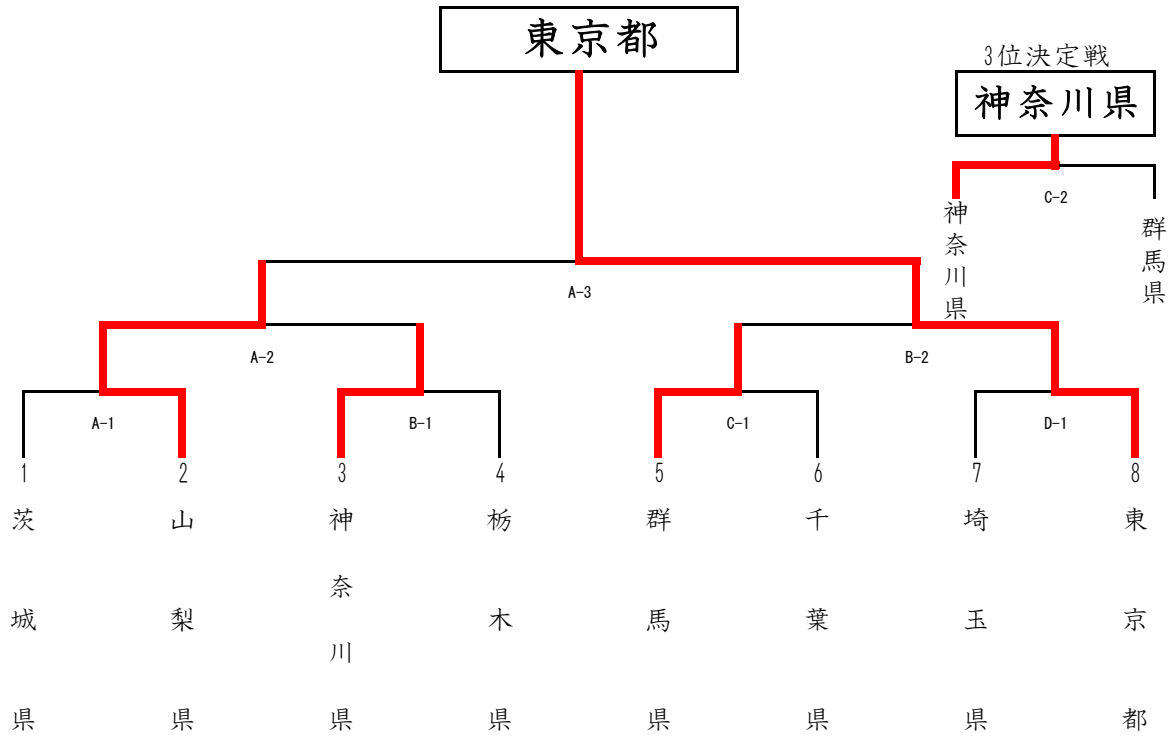 東京都
3位決定戦
神奈川県
C-2
神奈川県
群馬県
A-3
A-2
B-2
A-1
B-1
C-1
D-1
1
2
3
4
5
6
7
8
茨城県
山梨県
神奈川県
栃木県
群馬県
千葉県
埼玉県
東京都